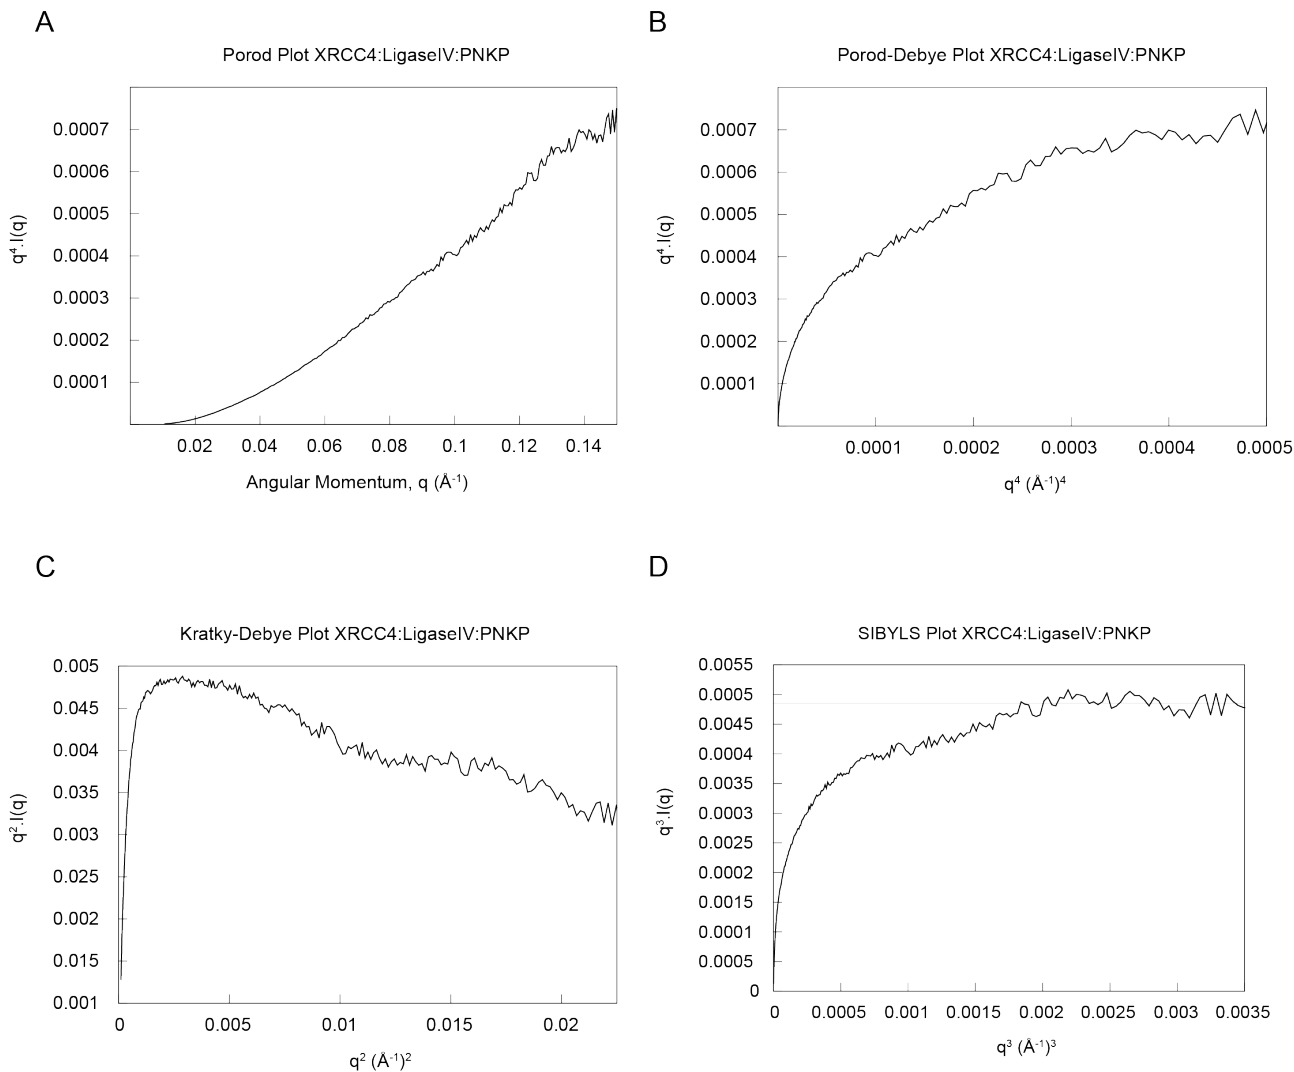 A
Porod Plot XRCC4:LigaseIV:PNKP
q⁴.I(q)
0.0007
0.0006
0.0005
0.0004
0.0003
0.0002
0.0001
0.02 0.04 0.06 0.08 0.1 0.12 0.14
Angular Momentum, q (Å⁻¹)
B
Porod-Debye Plot XRCC4:LigaseIV:PNKP
q⁴.I(q)
0.0007
0.0006
0.0005
0.0004
0.0003
0.0002
0.0001
0.0001 0.0002 0.0003 0.0004 0.0005
q⁴ (Å⁻¹)⁴
C
Kratky-Debye Plot XRCC4:LigaseIV:PNKP
q².I(q)
0.005
0.045
0.004
0.035
0.003
0.025
0.002
0.015
0.001
0 0.005 0.01 0.015 0.02
q² (Å⁻¹)²
D
SIBYLS Plot XRCC4:LigaseIV:PNKP
q³.I(q)
0.0055
0.0005
0.0045
0.0004
0.0035
0.0003
0.0025
0.0002
0.0015
0.0001
0.0005
0
0 0.0005 0.001 0.0015 0.002 0.0025 0.003 0.0035
q³ (Å⁻¹)³